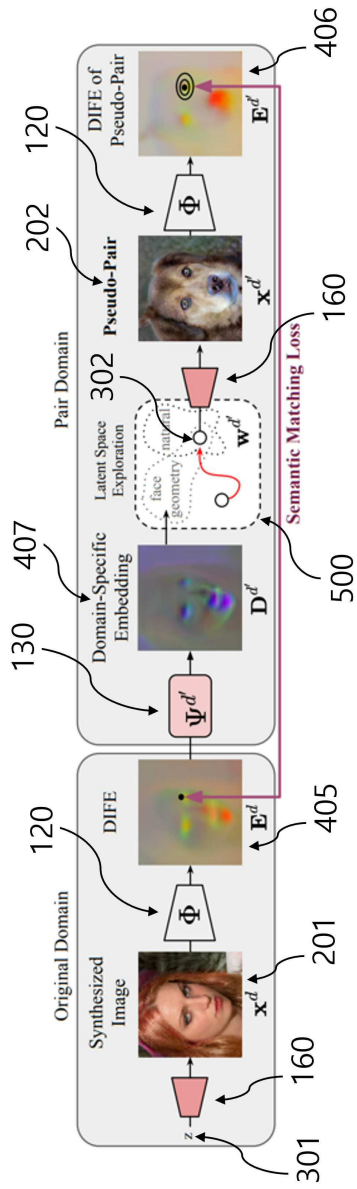 Original Domain
Synthesized
Image
DIFE
z
Φ
x^d
E^d
301
160
201
120
405
Pair Domain
Domain-Specific
Embedding
Latent Space
Exploration
Pseudo-Pair
DIFE of
Pseudo-Pair
Ψ^d'
face
geometry
natural
Φ
D^d'
w^d'
x^d'
E^d'
130
407
302
202
120
406
500
160
Semantic Matching Loss